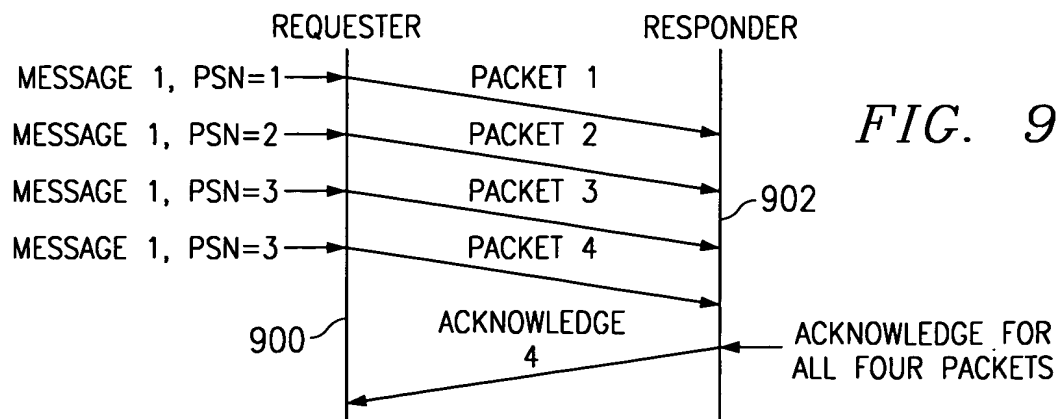 REQUESTER RESPONDER
MESSAGE 1, PSN=1 PACKET 1
MESSAGE 1, PSN=2 PACKET 2
MESSAGE 1, PSN=3 PACKET 3
MESSAGE 1, PSN=3 PACKET 4
FIG. 9
902
900
ACKNOWLEDGE
4
ACKNOWLEDGE FOR
ALL FOUR PACKETS